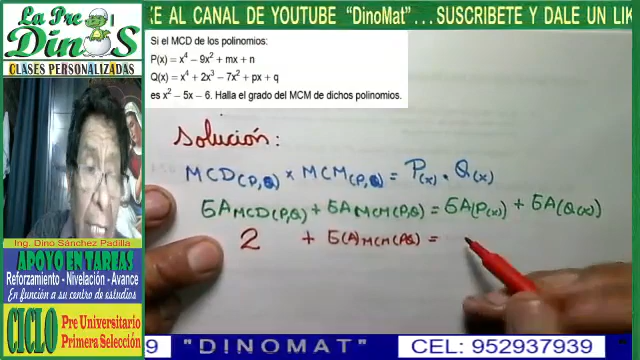 La Pre
DinoS
CLASES PERSONALIZADAS
KE AL CANAL DE YOUTUBE "DinoMat"... SUSCRIBETE Y DALE UN LIK
Si el MCD de los polinomios:
P(x) = x⁴ – 9x² + mx + n
Q(x) = x⁴ + 2x³ – 7x² + px + q
es x² – 5x – 6. Halla el grado del MCM de dichos polinomios.
Solución:
MCD(P,Q) × MCM(P,Q) = P(x) · Q(x)
GA MCD(P,Q) + GA MCM(P,Q) = GA(P(x)) + GA(Q(x))
2 + G(A) MCM(PQ) =
Ing. Dino Sánchez Padilla
APOYO EN TAREAS
Reforzamiento - Nivelación - Avance
En función a su centro de estudios
CICLO Pre Universitario
Primera Selección
9 "DINOMAT" CEL: 952937939